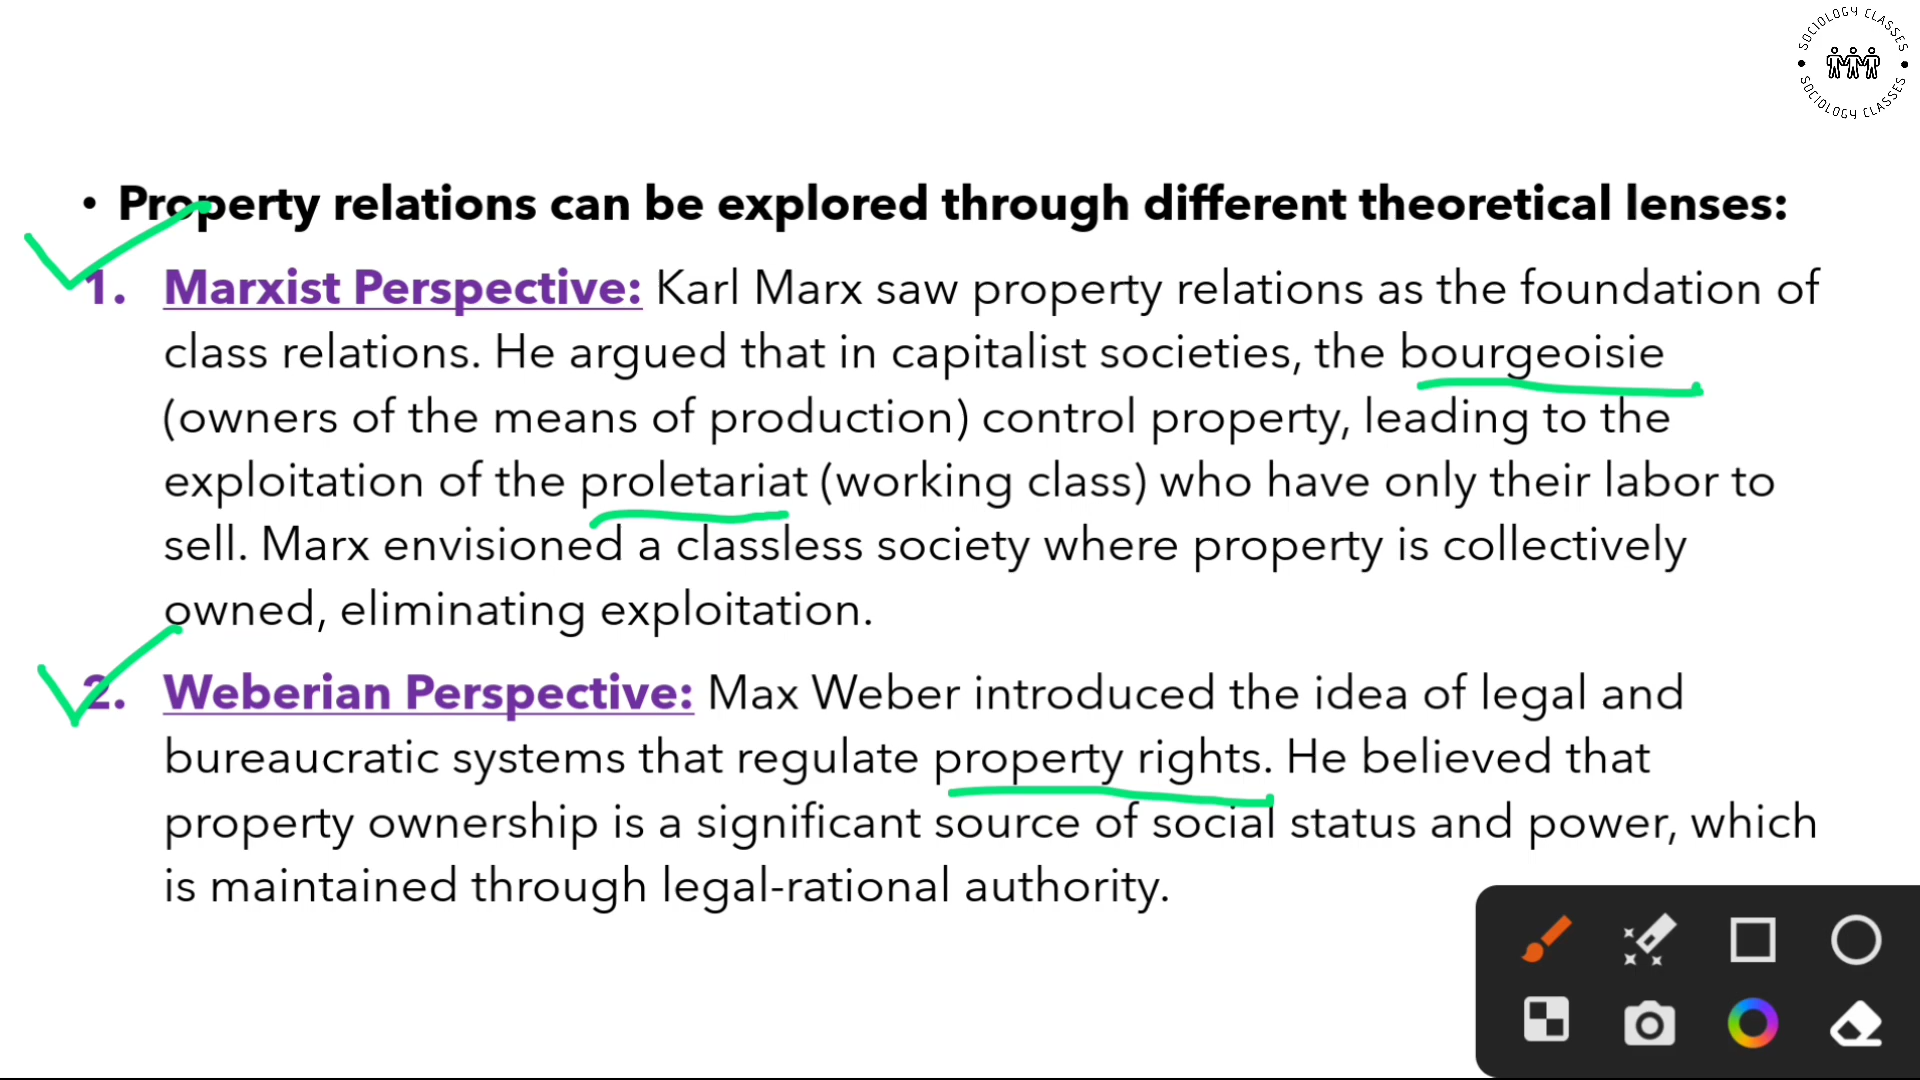 SOCIOLOGY CLASSES
SOCIOLOGY CLASSES
• Property relations can be explored through different theoretical lenses:
1. Marxist Perspective: Karl Marx saw property relations as the foundation of
class relations. He argued that in capitalist societies, the bourgeoisie
(owners of the means of production) control property, leading to the
exploitation of the proletariat (working class) who have only their labor to
sell. Marx envisioned a classless society where property is collectively
owned, eliminating exploitation.
2. Weberian Perspective: Max Weber introduced the idea of legal and
bureaucratic systems that regulate property rights. He believed that
property ownership is a significant source of social status and power, which
is maintained through legal-rational authority.